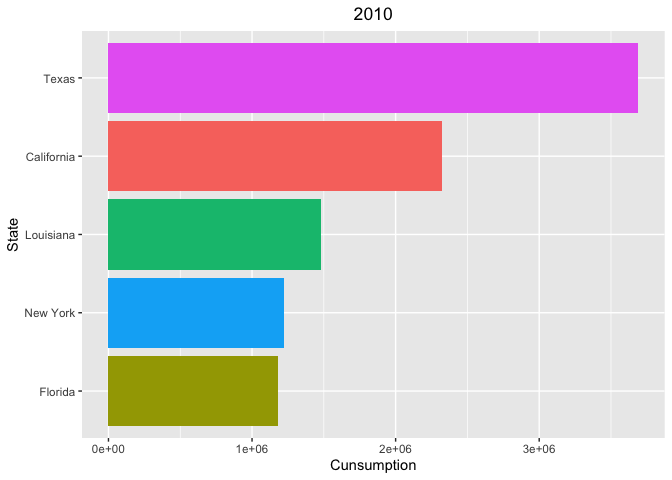 2010
State
Texas
California
Louisiana
New York
Florida
0e+00 1e+06 2e+06 3e+06
Cunsumption